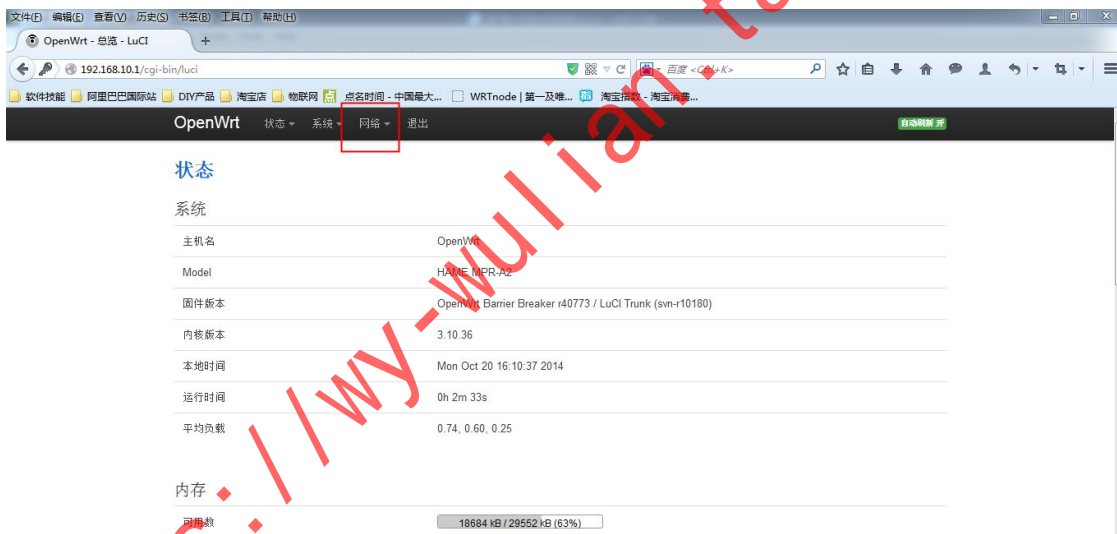 文件(F) 编辑(E) 查看(V) 历史(S) 书签(B) 工具(T) 帮助(H)
OpenWrt - 总览 - LuCI
192.168.10.1/cgi-bin/luci 百度 <Ctrl+K>
软件技能 阿里巴巴国际站 DIY产品 淘宝店 物联网 点名时间 - 中国最大... WRTnode | 第一及唯... 淘宝指数 - 淘宝消费...
OpenWrt 状态 系统 网络 退出 自动刷新 开
状态
系统
主机名 OpenWrt
Model HAME MPR-A2
固件版本 OpenWrt Barrier Breaker r40773 / LuCI Trunk (svn-r10180)
内核版本 3.10.36
本地时间 Mon Oct 20 16:10:37 2014
运行时间 0h 2m 33s
平均负载 0.74, 0.60, 0.25
内存
可用数 18684 kB / 29552 kB (63%)
://wy-wulian.ta